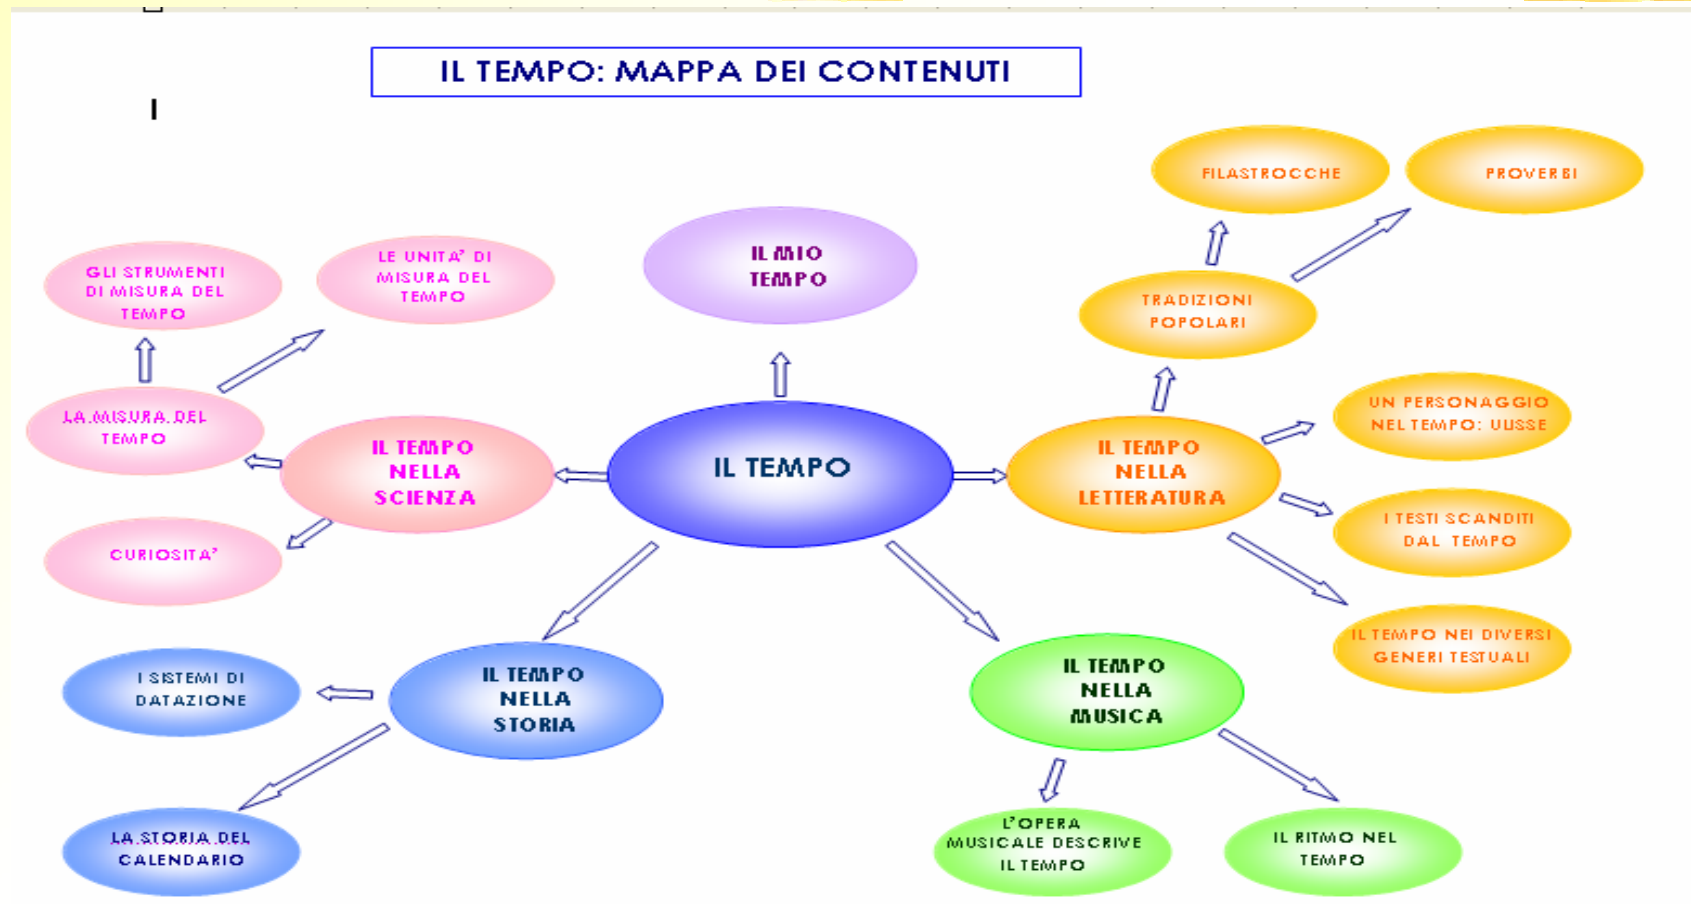 IL TEMPO: MAPPA DEI CONTENUTI
FILASTROCCHE
PROVERBI
IL MIO
TEMPO
GLI STRUMENTI
DI MISURA DEL
TEMPO
LE UNITA' DI
MISURA DEL
TEMPO
TRADIZIONI
POPOLARI
LA MISURA DEL
TEMPO
IL TEMPO
NELLA
SCIENZA
IL TEMPO
IL TEMPO
NELLA
LETTERATURA
UN PERSONAGGIO
NEL TEMPO: ULISSE
I TESTI SCANDITI
DAL TEMPO
CURIOSITA'
IL TEMPO NEI DIVERSI
GENERI TESTUALI
I SISTEMI DI
DATAZIONE
IL TEMPO
NELLA
STORIA
IL TEMPO
NELLA
MUSICA
LA STORIA DEL
CALENDARIO
L'OPERA
MUSICALE DESCRIVE
IL TEMPO
IL RITMO NEL
TEMPO